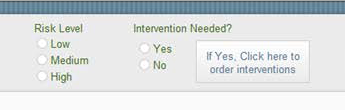 Risk Level
Low
Medium
High
Intervention Needed?
Yes
No
If Yes, Click here to
order interventions